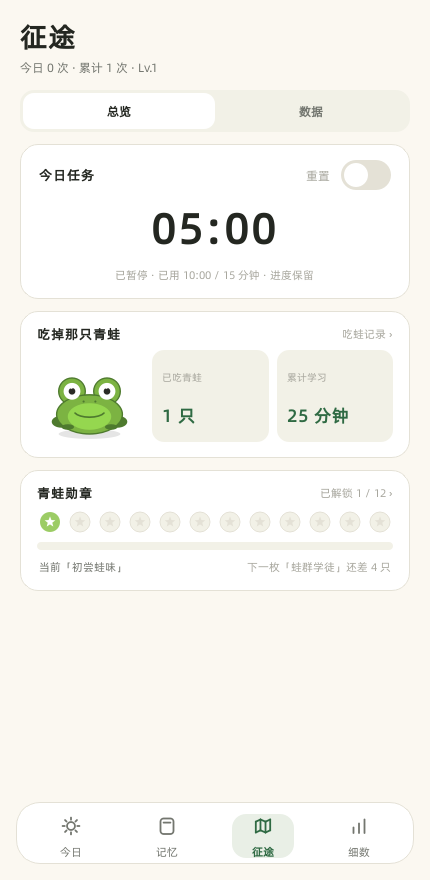 征途
今日 0 次 · 累计 1 次 · Lv.1
总览
数据
今日任务
重置
05:00
已暂停 · 已用 10:00 / 15 分钟 · 进度保留
吃掉那只青蛙
吃蛙记录 ›
已吃青蛙
累计学习
1 只
25 分钟
青蛙勋章
已解锁 1 / 12 ›
当前「初尝蛙味」
下一枚「蛙群学徒」还差 4 只
今日
记忆
征途
细数